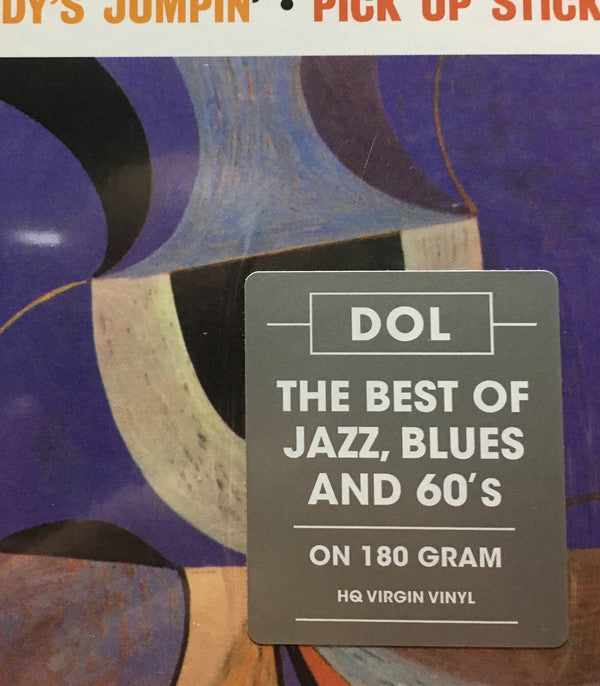 DY'S JUMPIN' • PICK UP STICK
DOL
THE BEST OF
JAZZ, BLUES
AND 60'S
ON 180 GRAM
HQ VIRGIN VINYL